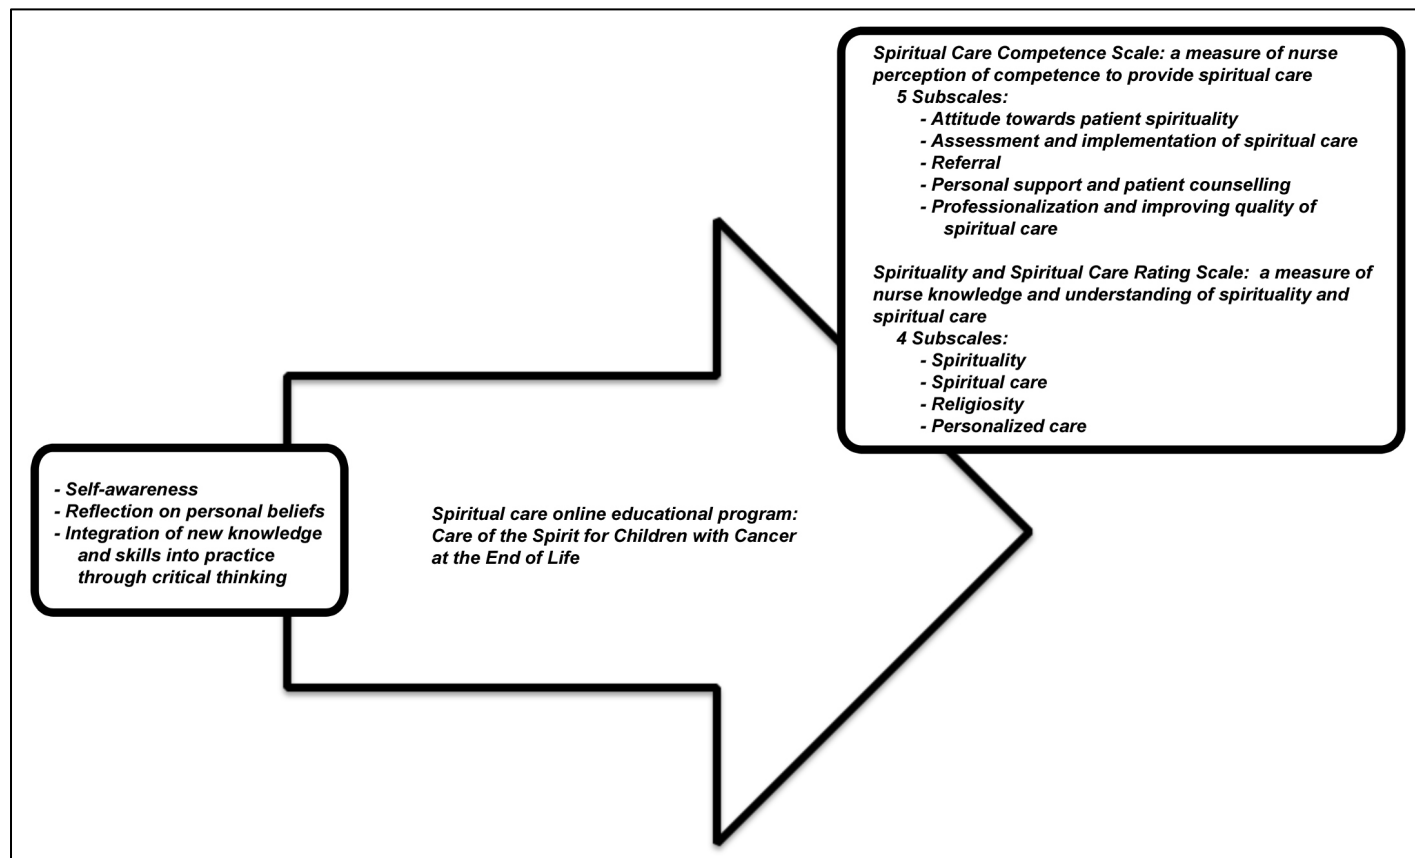 - Self-awareness
- Reflection on personal beliefs
- Integration of new knowledge
and skills into practice
through critical thinking
Spiritual care online educational program:
Care of the Spirit for Children with Cancer
at the End of Life
Spiritual Care Competence Scale: a measure of nurse
perception of competence to provide spiritual care
5 Subscales:
- Attitude towards patient spirituality
- Assessment and implementation of spiritual care
- Referral
- Personal support and patient counselling
- Professionalization and improving quality of
spiritual care
Spirituality and Spiritual Care Rating Scale:  a measure of
nurse knowledge and understanding of spirituality and
spiritual care
4 Subscales:
- Spirituality
- Spiritual care
- Religiosity
- Personalized care